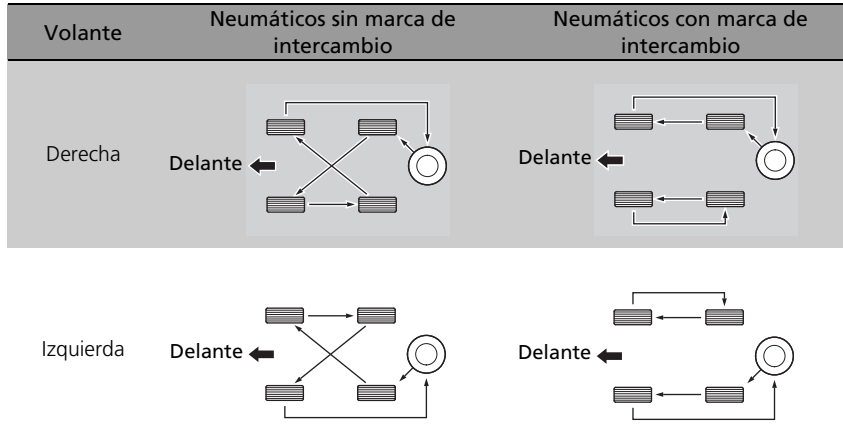 Volante
Neumáticos sin marca de
intercambio
Neumáticos con marca de
intercambio
Derecha
Delante
Delante
Izquierda
Delante
Delante